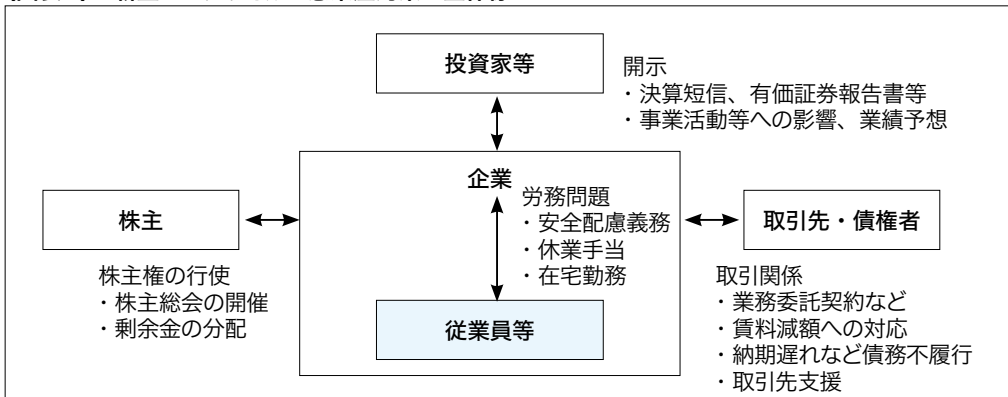 投資家等
開示
・決算短信、有価証券報告書等
・事業活動等への影響、業績予想
企業
労務問題
・安全配慮義務
・休業手当
・在宅勤務
従業員等
株主
株主権の行使
・株主総会の開催
・剰余金の分配
取引先・債権者
取引関係
・業務委託契約など
・賃料減額への対応
・納期遅れなど債務不履行
・取引先支援